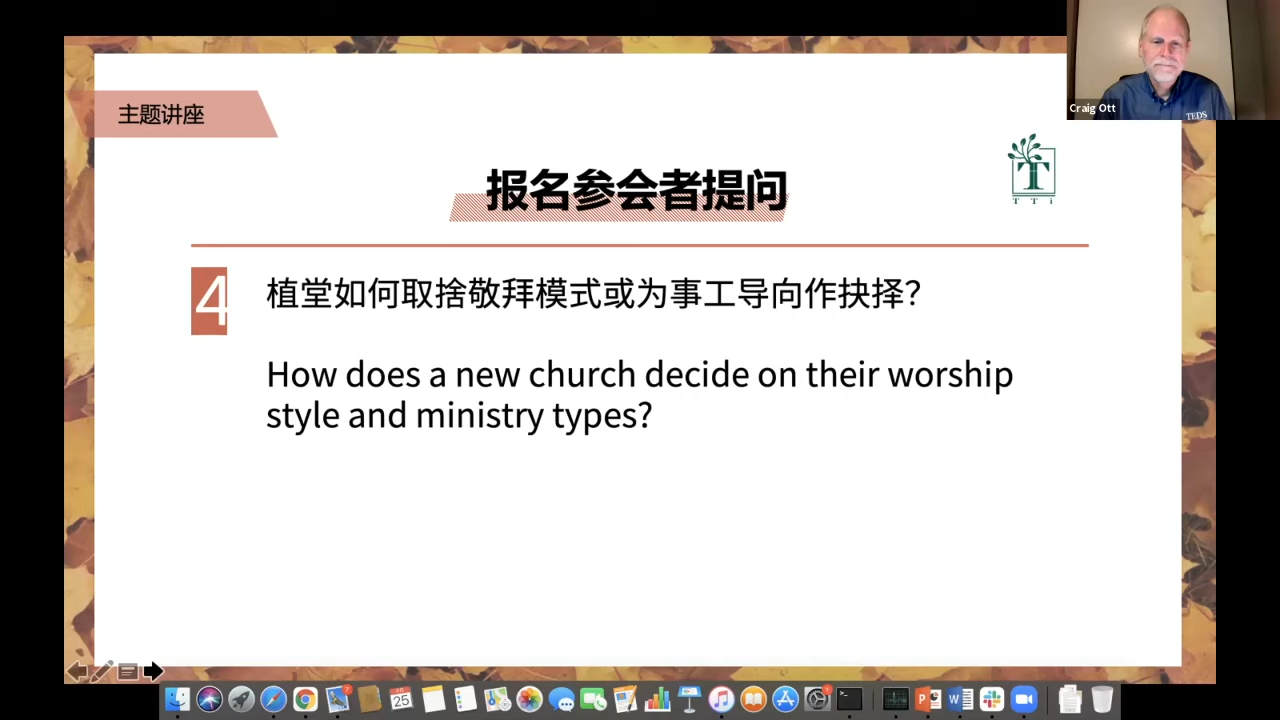 主题讲座
Craig Ott
TEDS
报名参会者提问
T
T T i
4
植堂如何取捨敬拜模式或为事工导向作抉择?
How does a new church decide on their worship
style and ministry types?
25